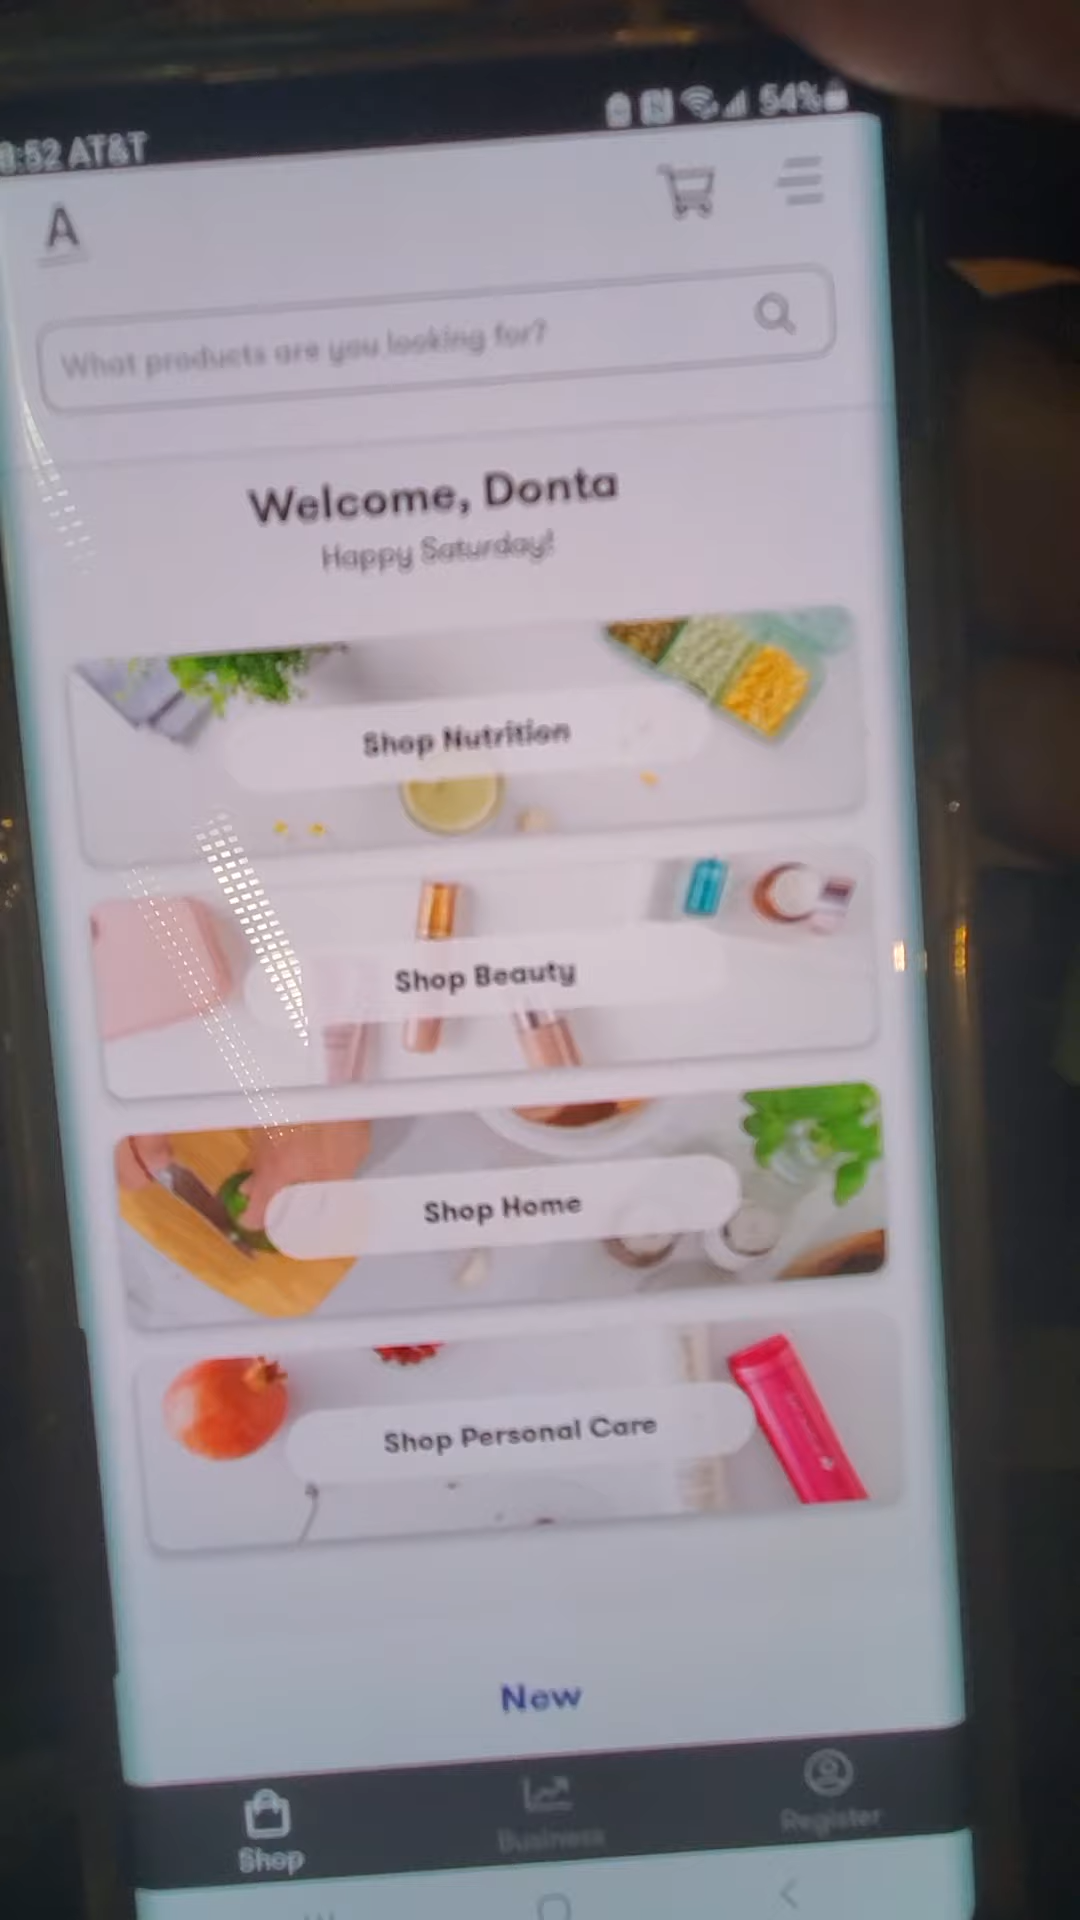 :52 AT&T 54%
A
What products are you looking for?
Welcome, Donta
Happy Saturday!
Shop Nutrition
Shop Beauty
Shop Home
Shop Personal Care
New
Shop Business Register